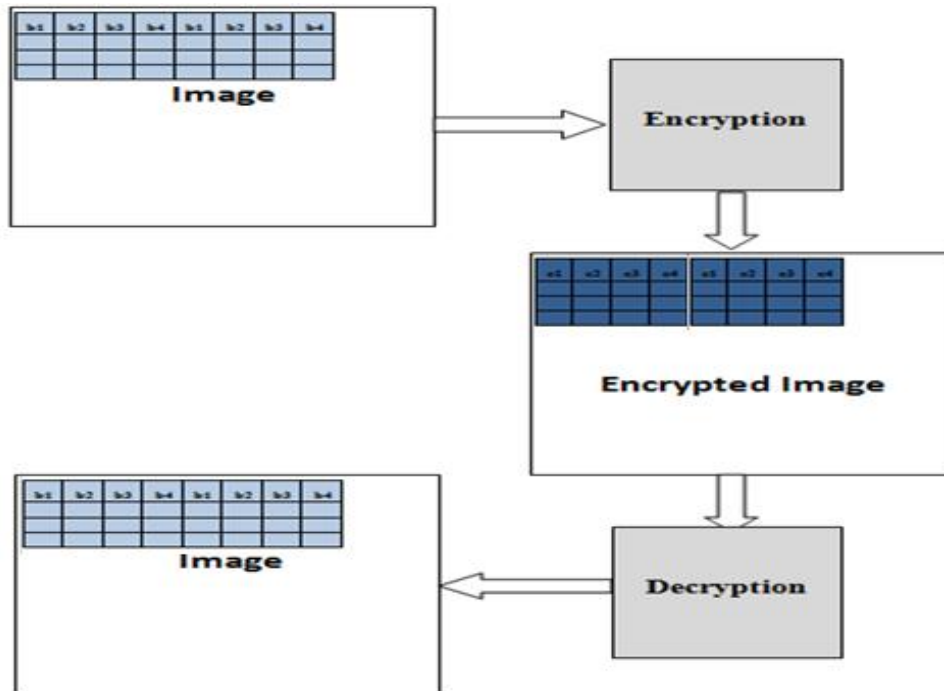 b1 b2 b3 b4 b1 b2 b3 b4
Image
Encryption
e1 e2 e3 e4 e1 e2 e3 e4
Encrypted Image
b1 b2 b3 b4 b1 b2 b3 b4
Image
Decryption